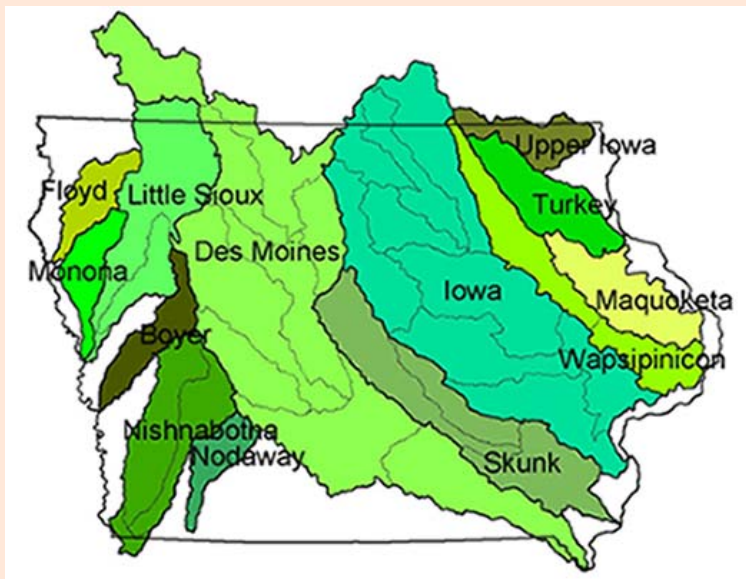 Upper Iowa
Floyd
Little Sioux
Turkey
Des Moines
Monona
Iowa
Maquoketa
Boyer
Wapsipinicon
Nishnabotha
Nodaway
Skunk